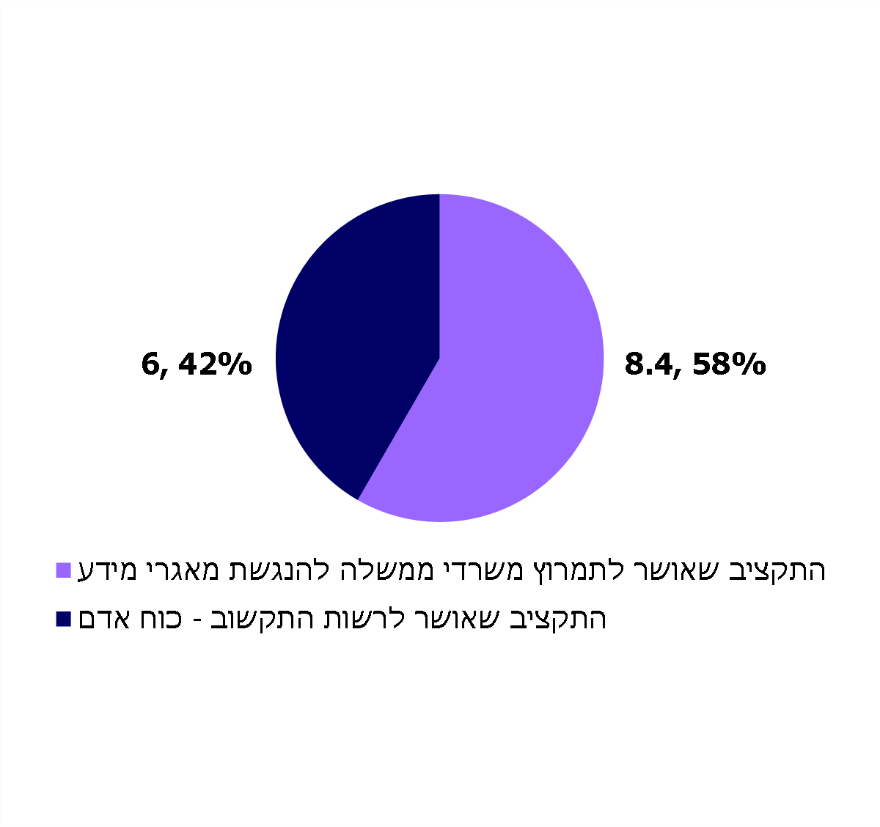 8.4, 58%
6, 42%
התקציב שאושר לתמרוץ משרדי ממשלה להנגשת מאגרי מידע
התקציב שאושר לרשות התקשוב - כוח אדם